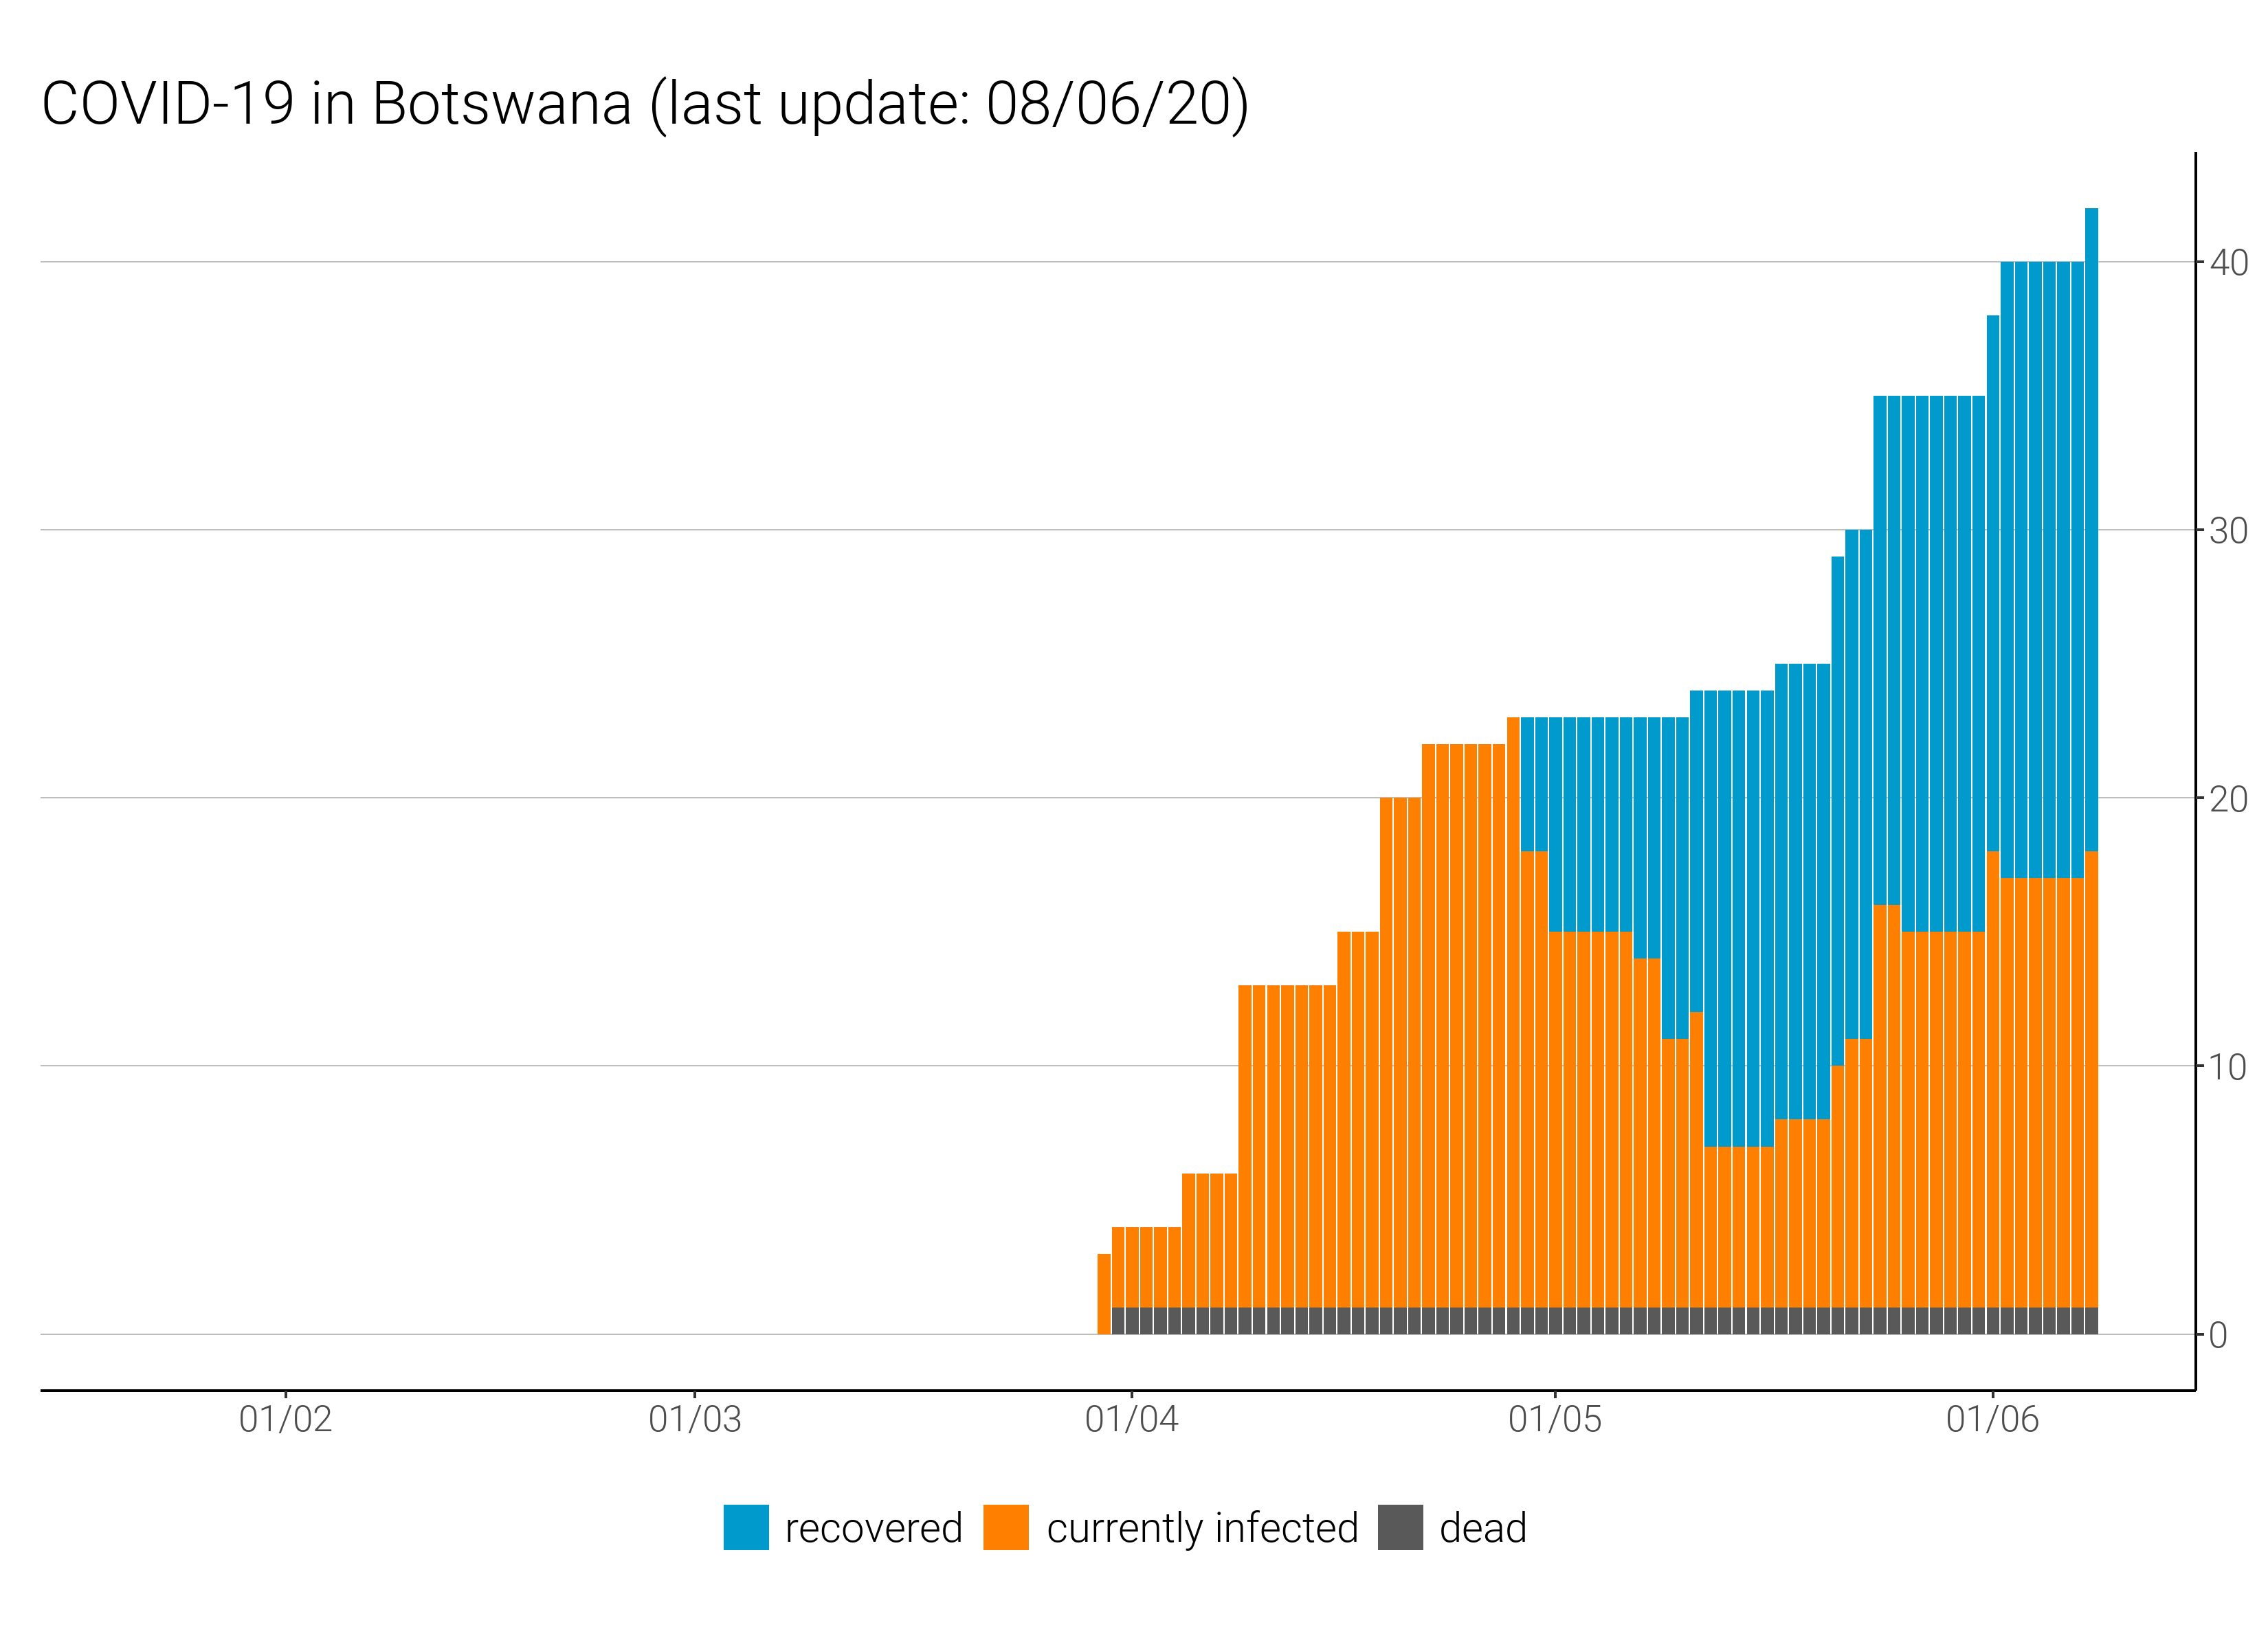 COVID-19 in Botswana (last update: 08/06/20)
40
30
20
10
0
01/02 01/03 01/04 01/05 01/06
recovered currently infected dead